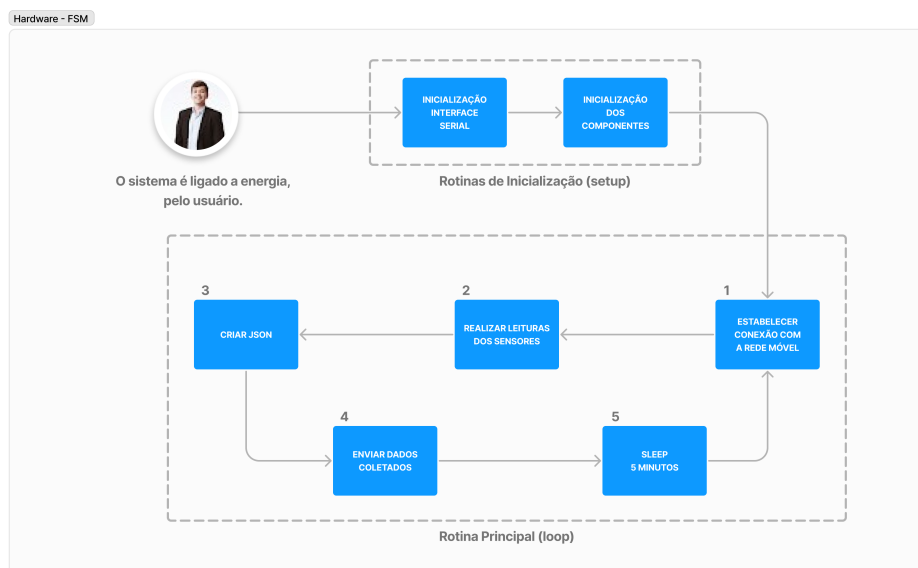 Hardware - FSM
INICIALIZAÇÃO
INTERFACE
SERIAL
INICIALIZAÇÃO
DOS
COMPONENTES
O sistema é ligado a energia,
pelo usuário.
Rotinas de Inicialização (setup)
3
CRIAR JSON
2
REALIZAR LEITURAS
DOS SENSORES
1
ESTABELECER
CONEXÃO COM
A REDE MÓVEL
4
ENVIAR DADOS
COLETADOS
5
SLEEP
5 MINUTOS
Rotina Principal (loop)